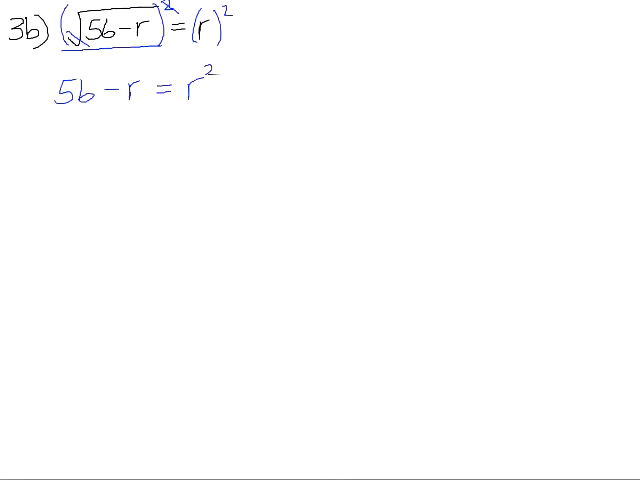 3b) (√56-r)² = (r)²
56-r = r²